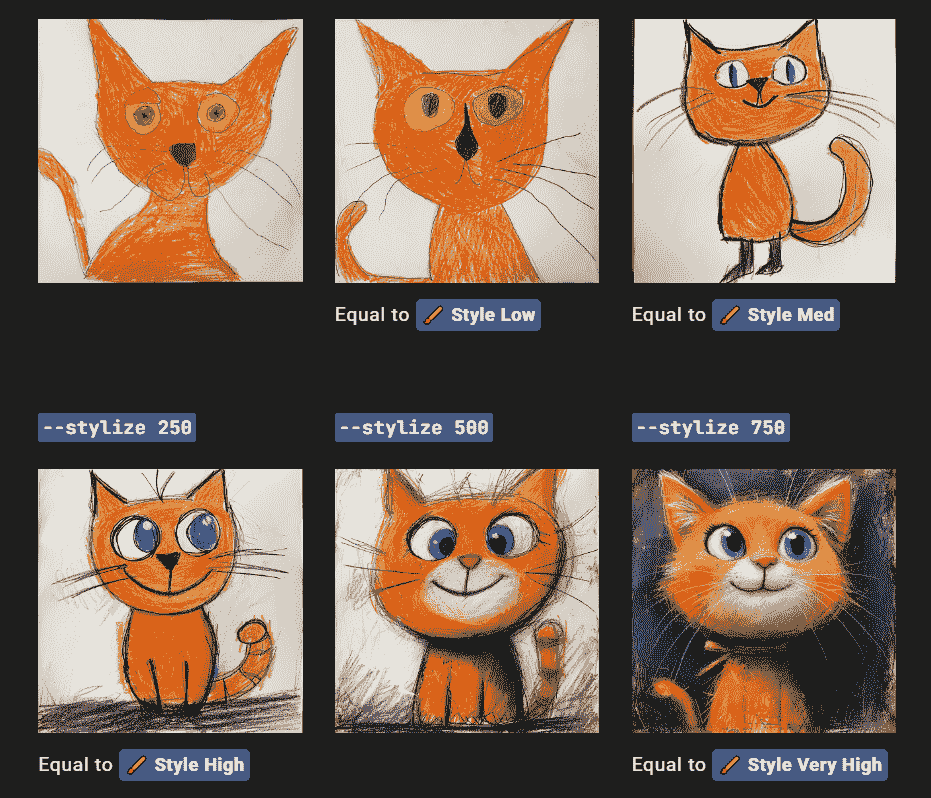 Equal to Style Low
Equal to Style Med
--stylize 250
--stylize 500
--stylize 750
Equal to Style High
Equal to Style Very High